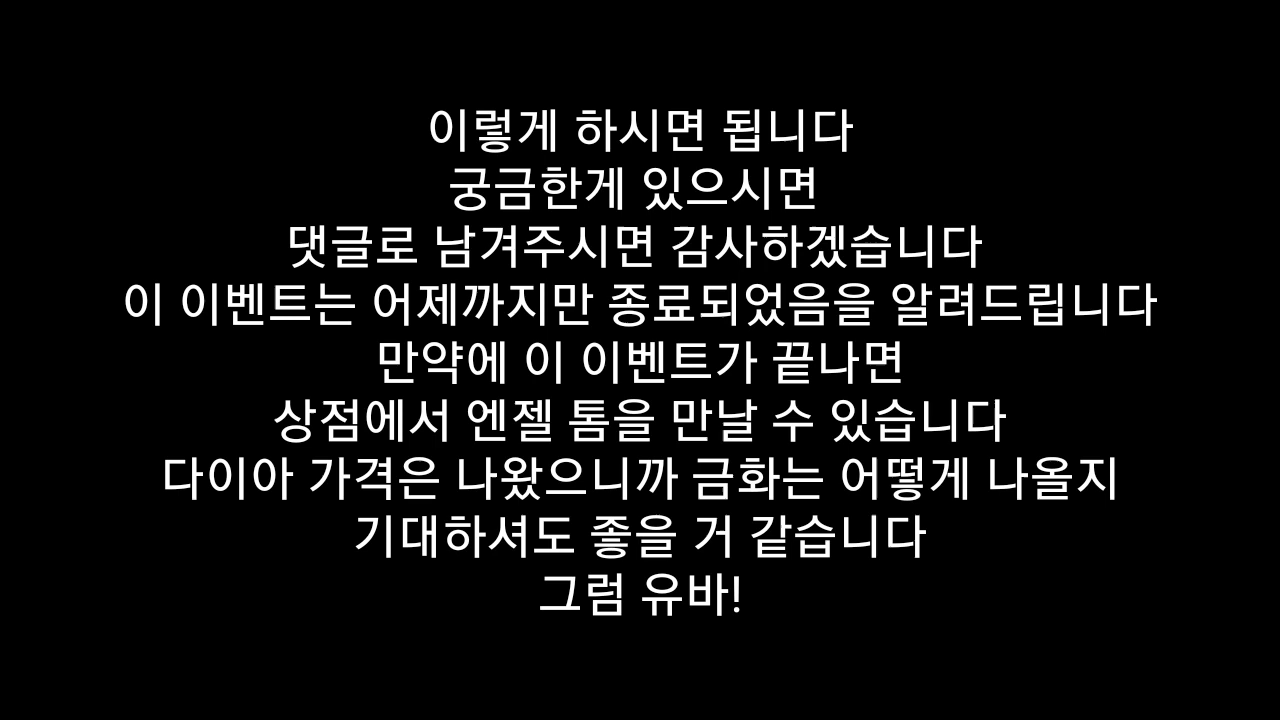 이렇게 하시면 됩니다
궁금한게 있으시면
댓글로 남겨주시면 감사하겠습니다
이 이벤트는 어제까지만 종료되었음을 알려드립니다
만약에 이 이벤트가 끝나면
상점에서 엔젤 톰을 만날 수 있습니다
다이아 가격은 나왔으니까 금화는 어떻게 나올지
기대하셔도 좋을 거 같습니다
그럼 유바!